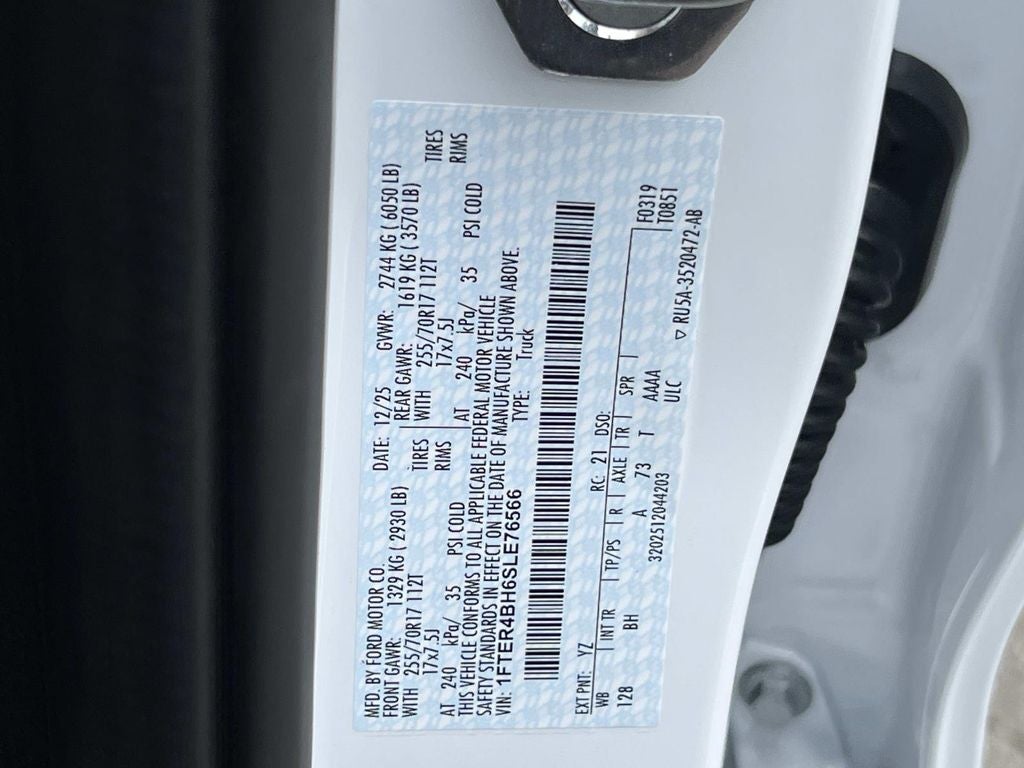 MFD. BY FORD MOTOR CO. DATE: 12/25 GVWR: 2744 KG ( 6050 LB)
FRONT GAWR: 1329 KG ( 2930 LB) REAR GAWR: 1619 KG ( 3570 LB)
WITH 255/70R17 112T TIRES WITH 255/70R17 112T TIRES
17x7.5J RIMS 17x7.5J RIMS
AT 240 kPa/ 35 PSI COLD AT 240 kPa/ 35 PSI COLD
THIS VEHICLE CONFORMS TO ALL APPLICABLE FEDERAL MOTOR VEHICLE
SAFETY STANDARDS IN EFFECT ON THE DATE OF MANUFACTURE SHOWN ABOVE.
VIN: 1FTER4BH6SLE76566 TYPE: Truck
EXT PNT: YZ RC: 21 DSO: F0319
WB INT TR TP/PS R AXLE TR SPR T0851
128 BH A 73 T AAAA
3202512044203 ULC RU5A-3520472-AB